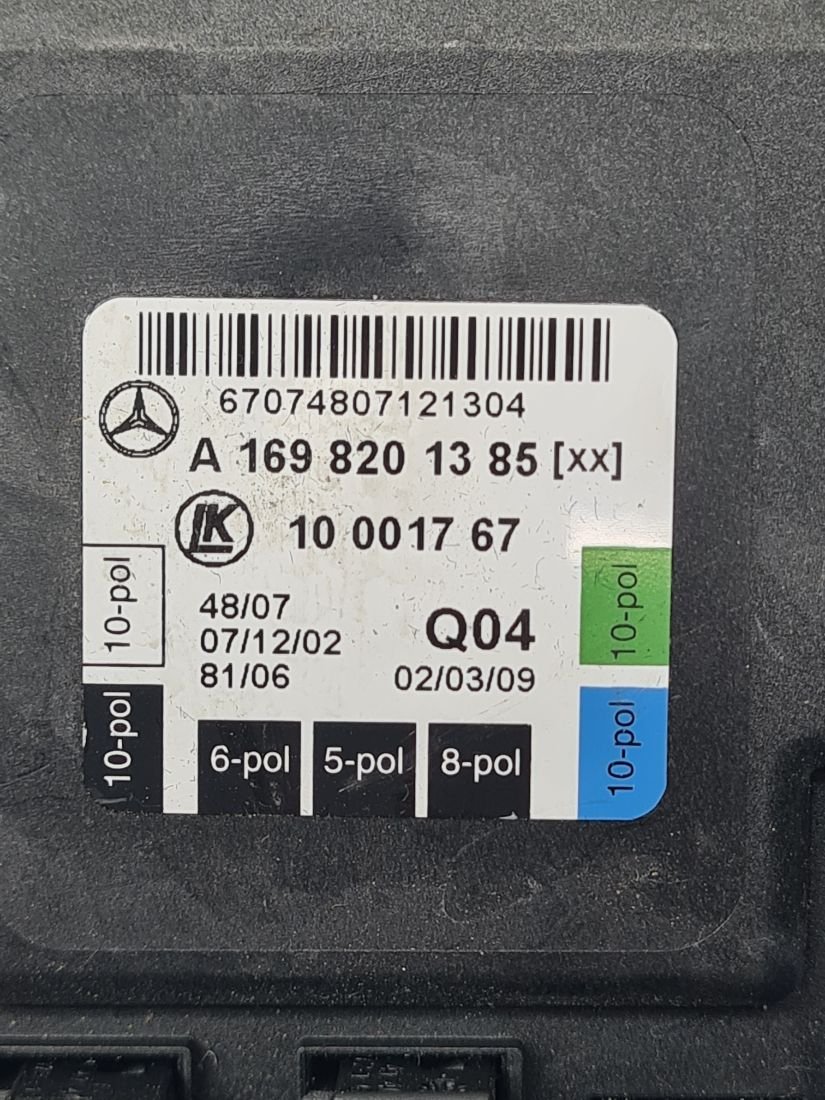 67074807121304
A 169 820 13 85 [xx]
LK 10 0017 67
10-pol
10-pol
48/07
07/12/02
Q04
81/06
02/03/09
10-pol
10-pol
6-pol
5-pol
8-pol